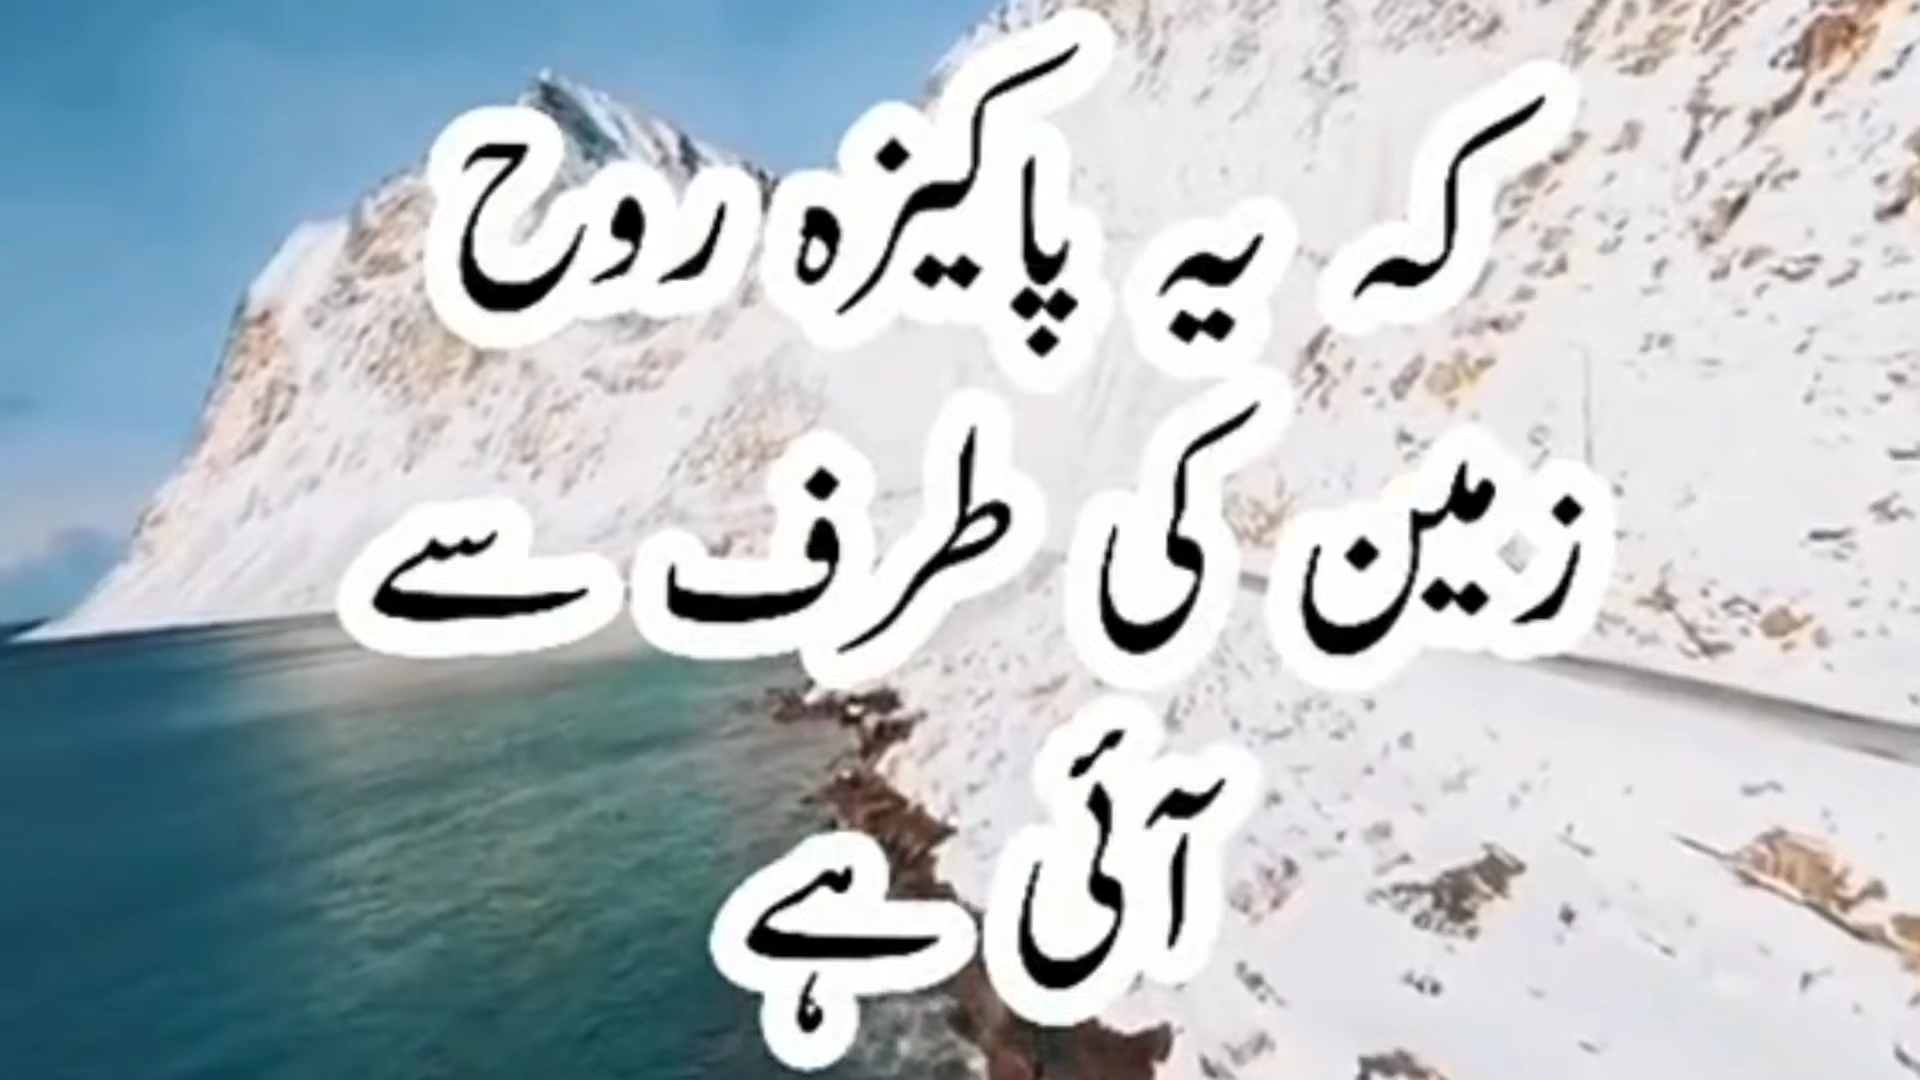 کہ یہ پاکیزہ روح
زمین کی طرف سے
آئی ہے